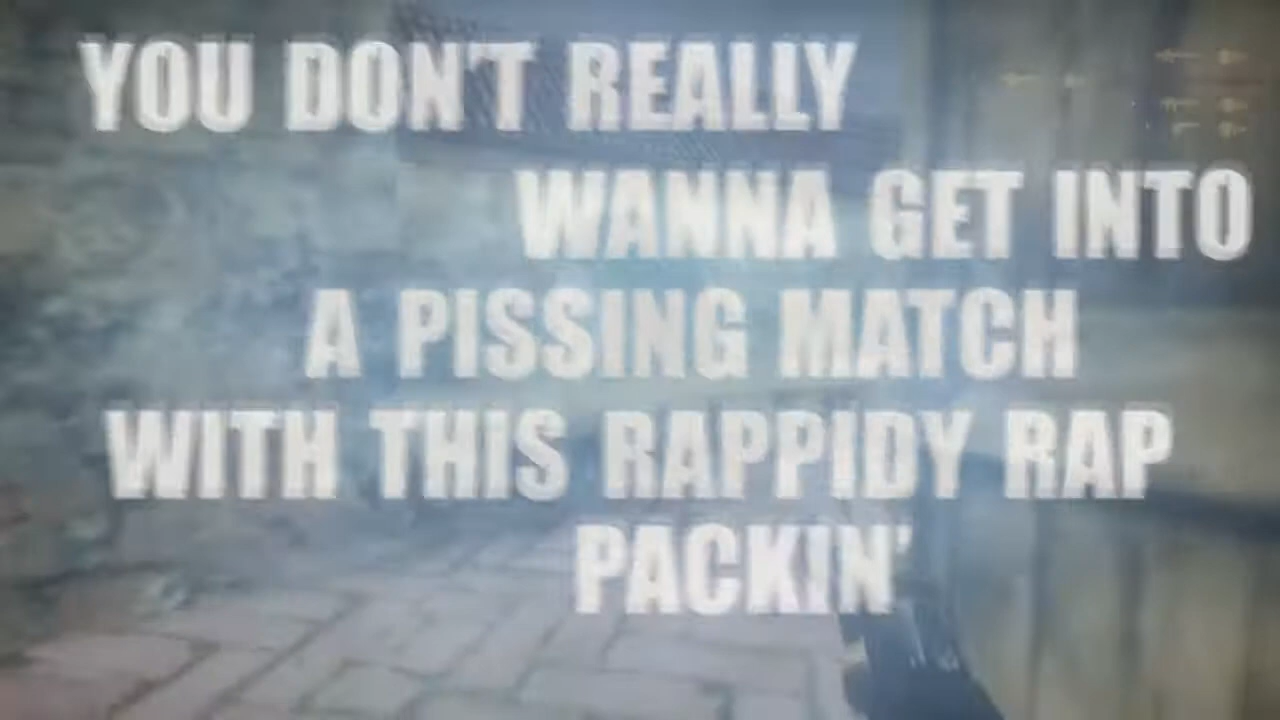 YOU DON'T REALLY
WANNA GET INTO
A PISSING MATCH
WITH THIS RAPPIDY RAP
PACKIN'